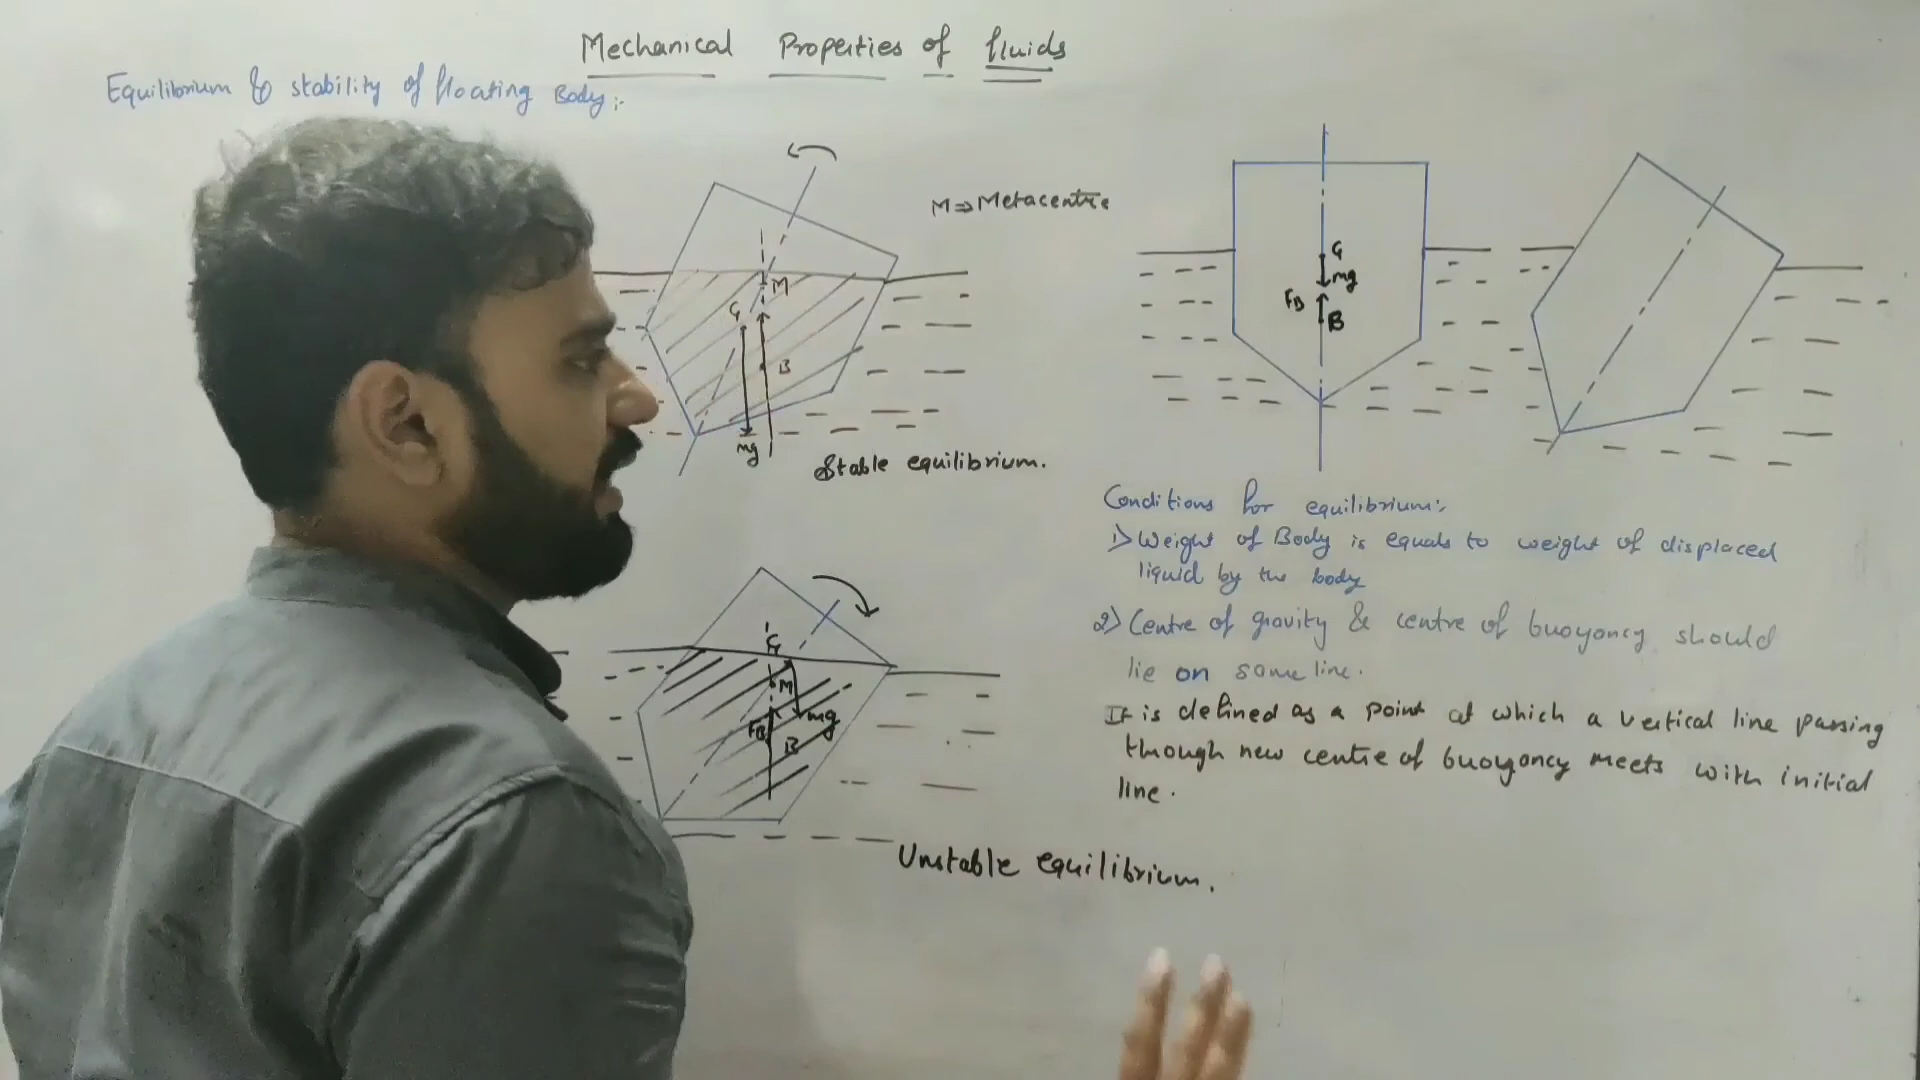 Mechanical Properties of fluids
Equilibrium & stability of floating Body:-
M⇒Metacentre
M
G
B
mg
Stable equilibrium.
G
mg
FB
B
Conditions for equilibrium:-
1) Weight of Body is equals to weight of displaced
liquid by the body
2) Centre of gravity & centre of buoyancy should
lie on same line.
It is defined as a point at which a vertical line passing
through new centre of buoyancy meets with initial
line.
G
M
mg
FB
B
Unstable equilibrium.